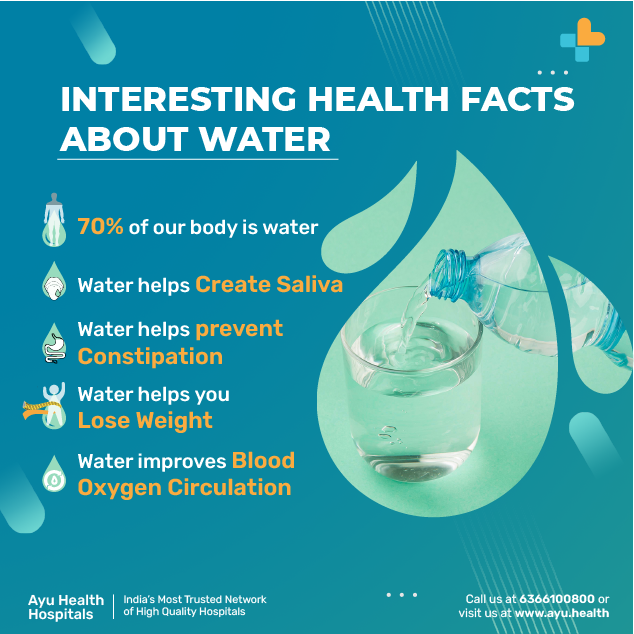 INTERESTING HEALTH FACTS
ABOUT WATER
70% of our body is water
Water helps Create Saliva
Water helps prevent
Constipation
Water helps you
Lose Weight
Water improves Blood
Oxygen Circulation
Ayu Health
Hospitals
India's Most Trusted Network
of High Quality Hospitals
Call us at 6366100800 or
visit us at www.ayu.health